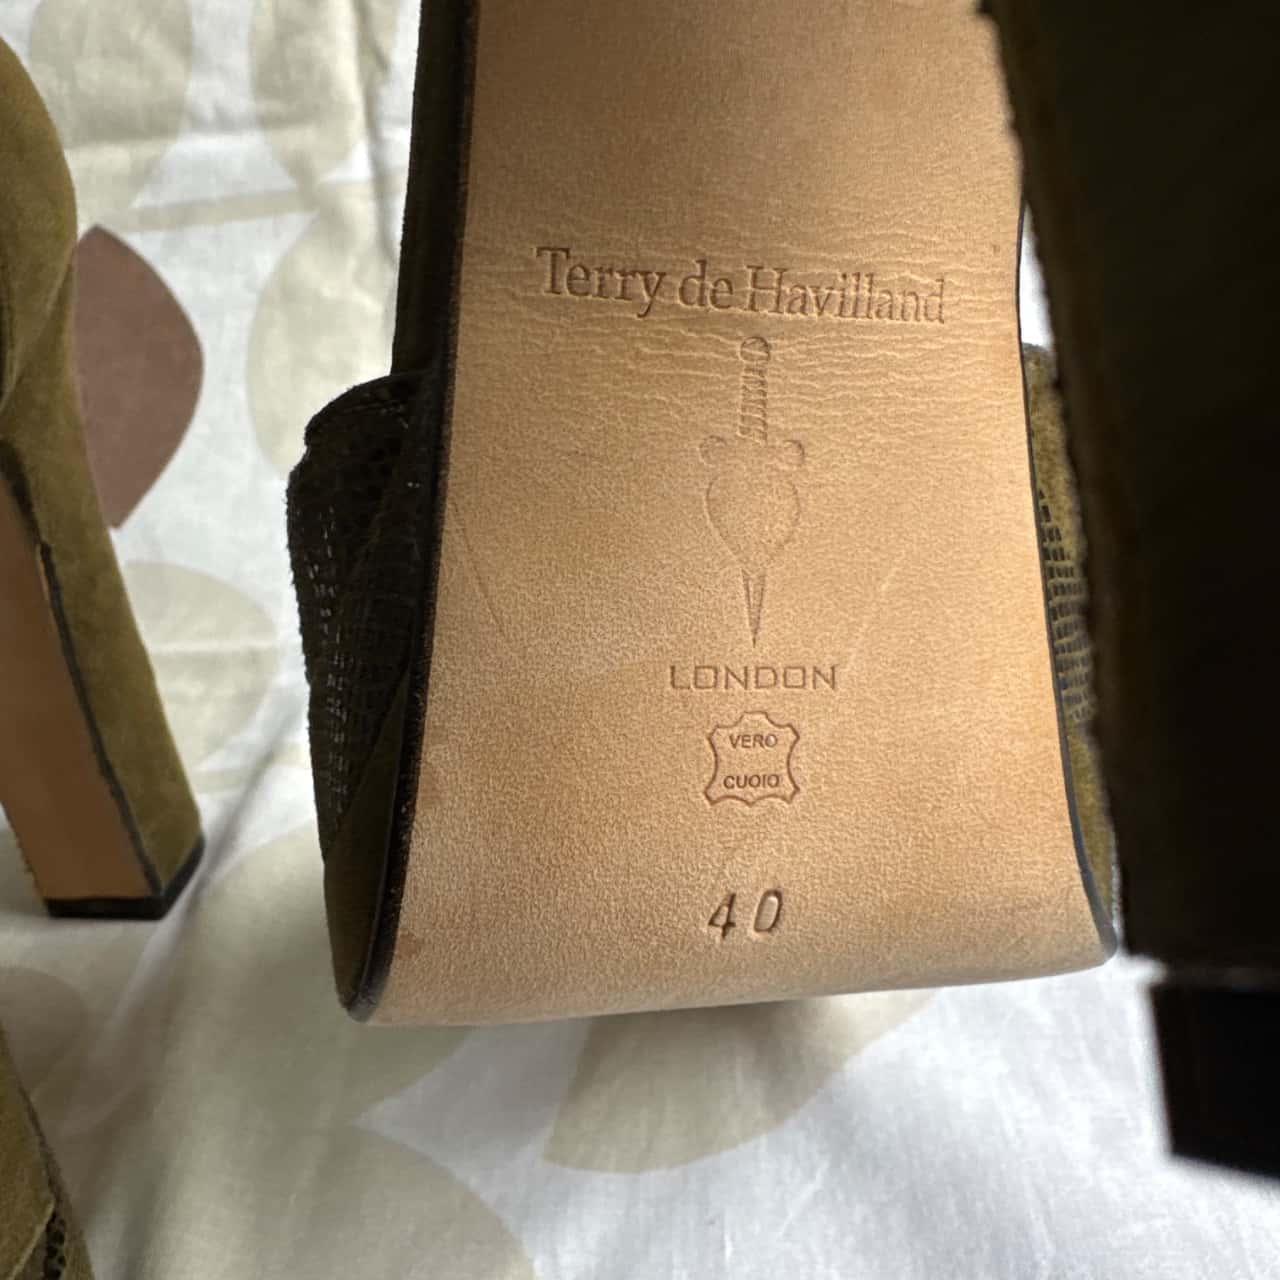 Terry de Havilland
LONDON
VERO
CUOIO
40